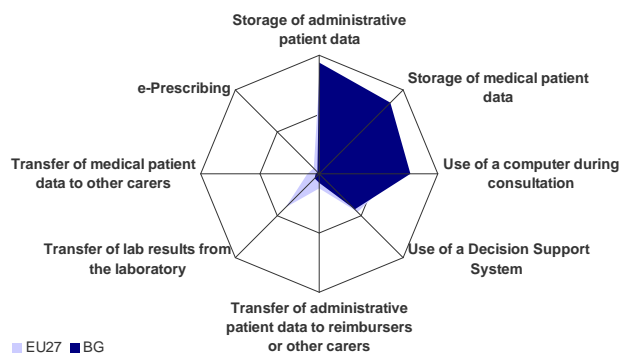 Storage of administrative
patient data
Storage of medical patient
data
Use of a computer during
consultation
Use of a Decision Support
System
Transfer of administrative
patient data to reimbursers
or other carers
Transfer of lab results from
the laboratory
Transfer of medical patient
data to other carers
e-Prescribing
EU27 BG